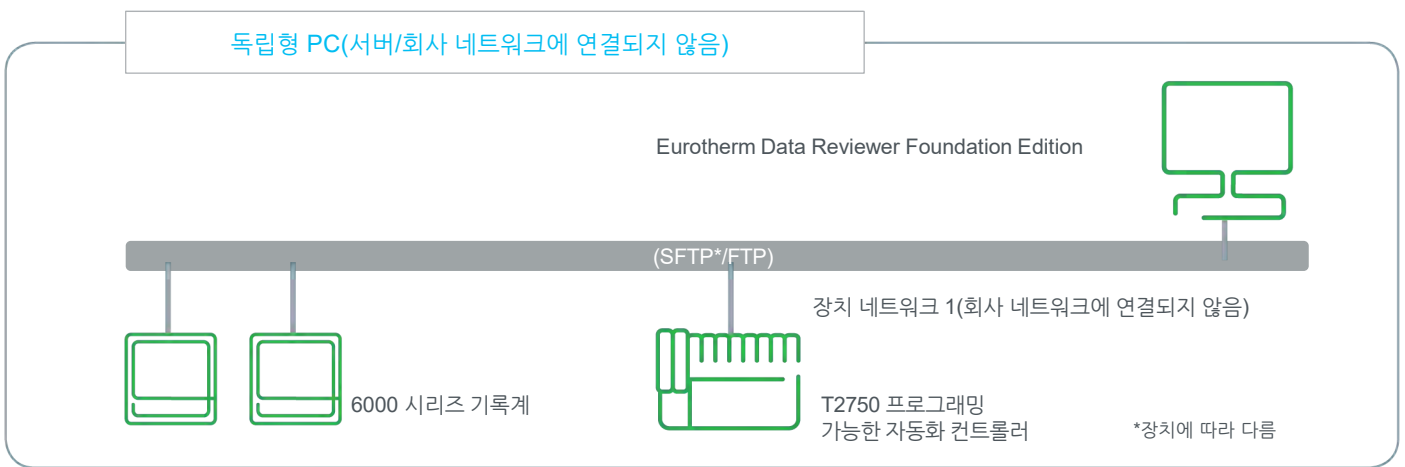 독립형 PC(서버/회사 네트워크에 연결되지 않음)
Eurotherm Data Reviewer Foundation Edition
(SFTP*/FTP)
장치 네트워크 1(회사 네트워크에 연결되지 않음)
6000 시리즈 기록계
T2750 프로그래밍
가능한 자동화 컨트롤러
*장치에 따라 다름